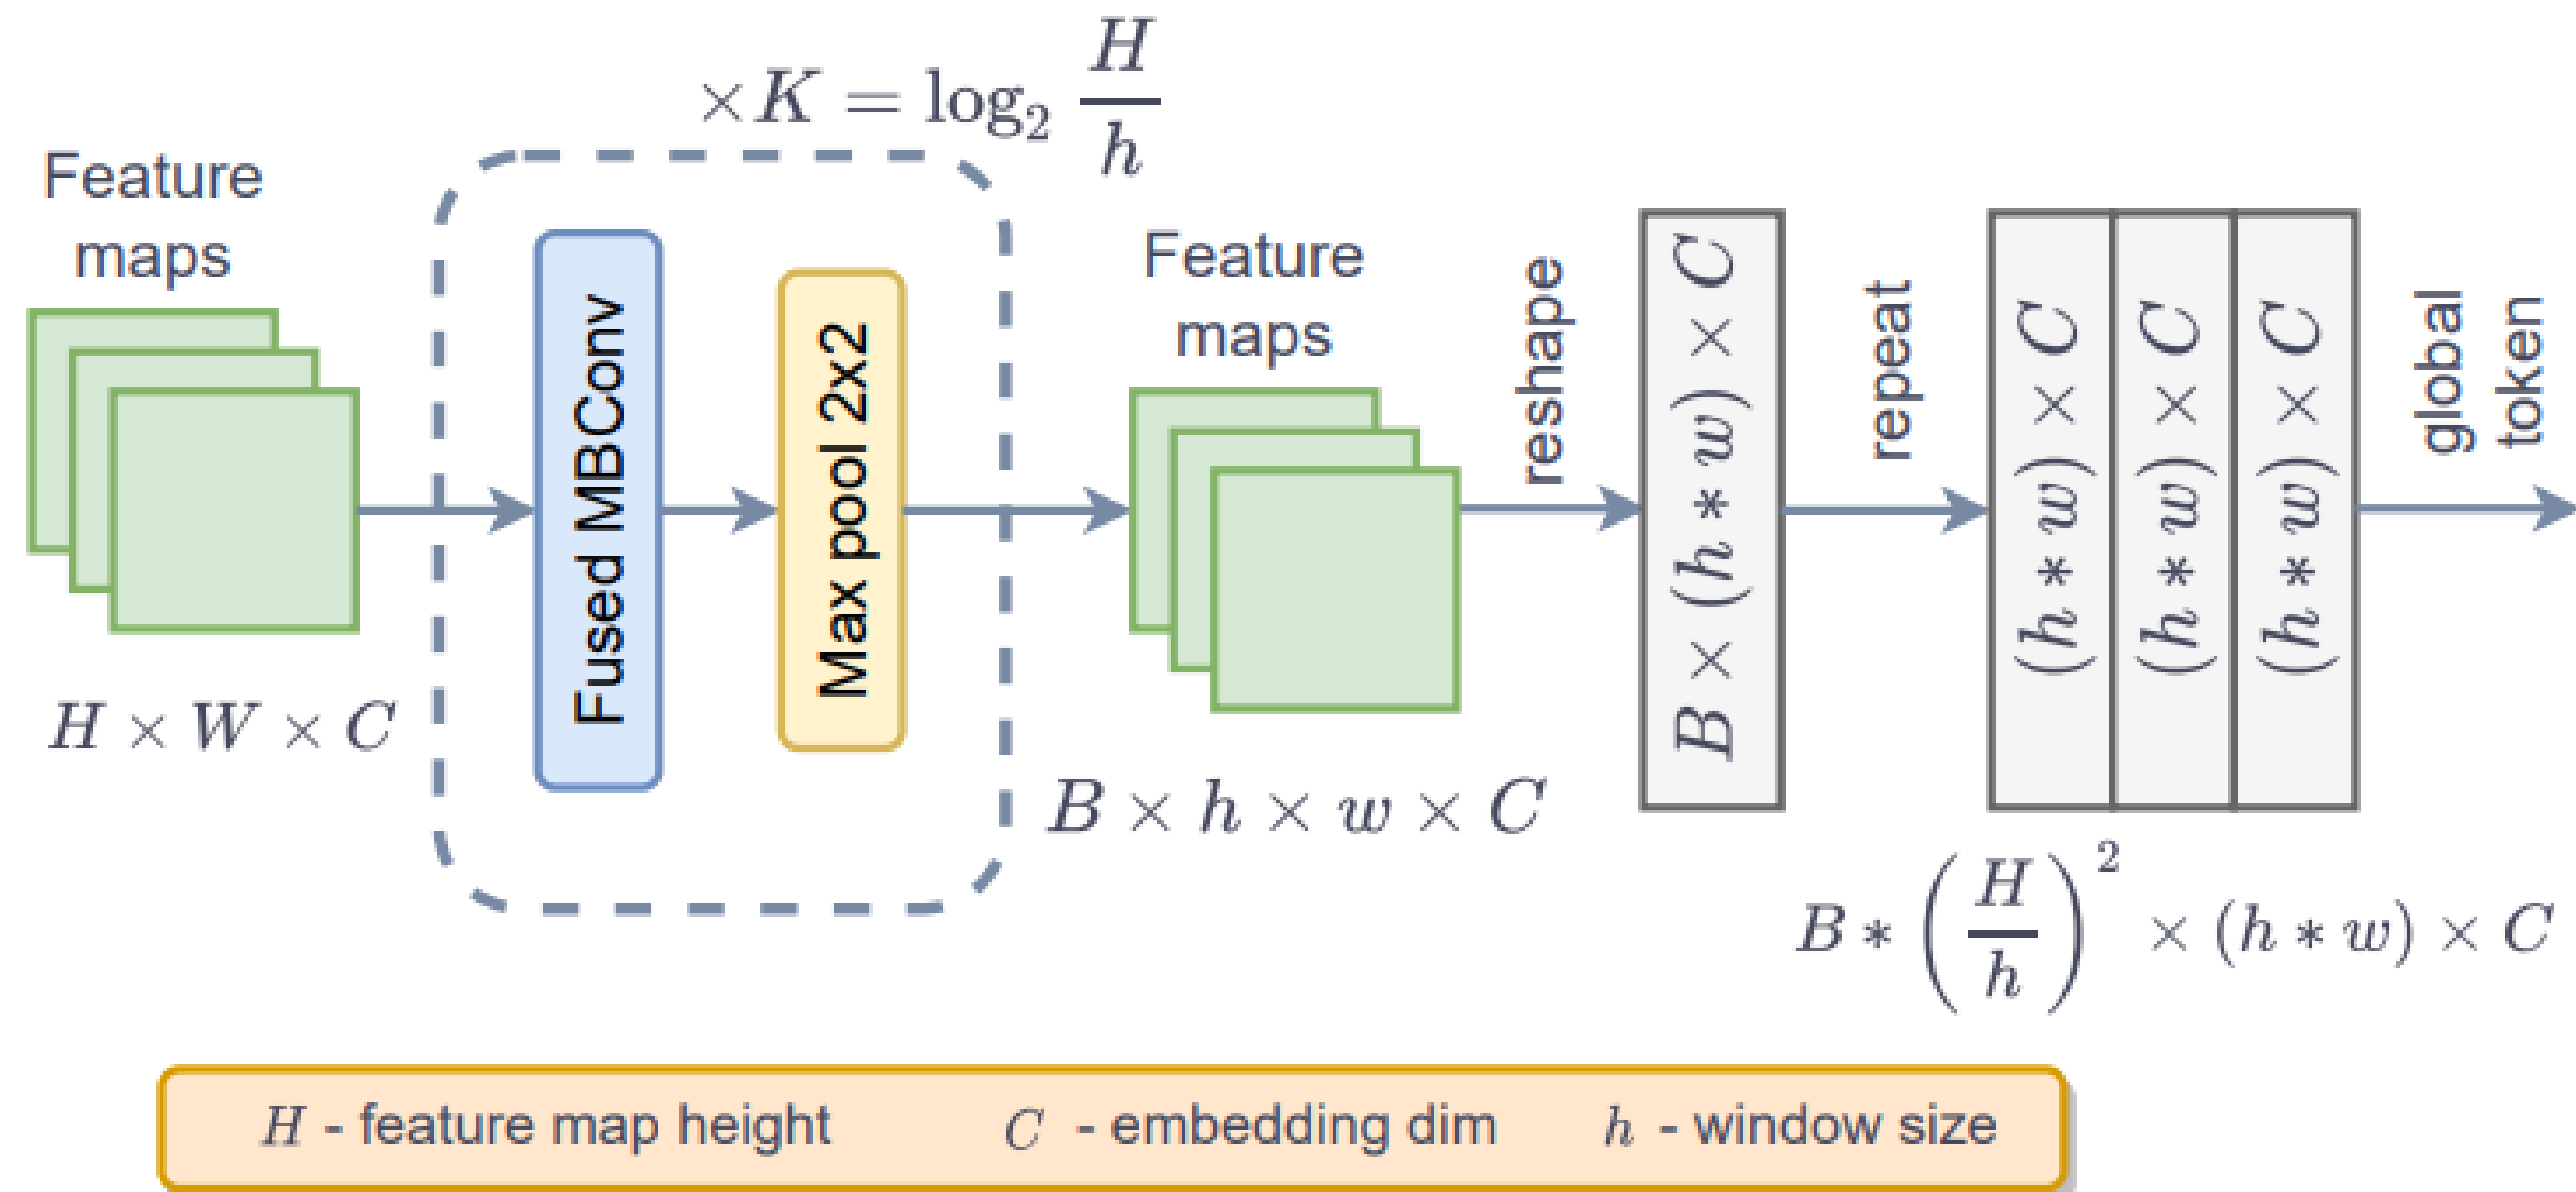 ×K = log₂ H/h
Feature
maps
H × W × C
Fused MBConv
Max pool 2x2
Feature
maps
B × h × w × C
reshape
B × (h * w) × C
repeat
(h * w) × C
(h * w) × C
(h * w) × C
B * (H/h)² × (h * w) × C
global
token
H - feature map height C - embedding dim h - window size